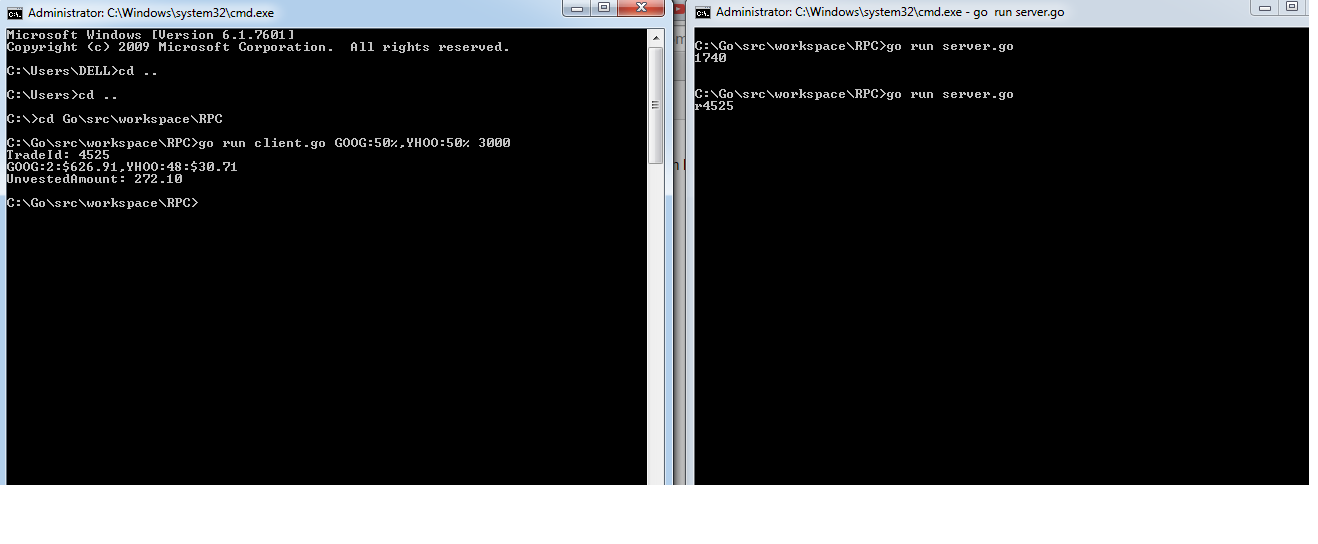 Administrator: C:\Windows\system32\cmd.exe
Microsoft Windows [Version 6.1.7601]
Copyright (c) 2009 Microsoft Corporation.  All rights reserved.
C:\Users\DELL>cd ..
C:\Users>cd ..
C:\>cd Go\src\workspace\RPC
C:\Go\src\workspace\RPC>go run client.go GOOG:50%,YHOO:50% 3000
TradeId: 4525
GOOG:2:$626.91,YHOO:48:$30.71
UnvestedAmount: 272.10
C:\Go\src\workspace\RPC>
Administrator: C:\Windows\system32\cmd.exe - go  run server.go
C:\Go\src\workspace\RPC>go run server.go
1740
C:\Go\src\workspace\RPC>go run server.go
r4525